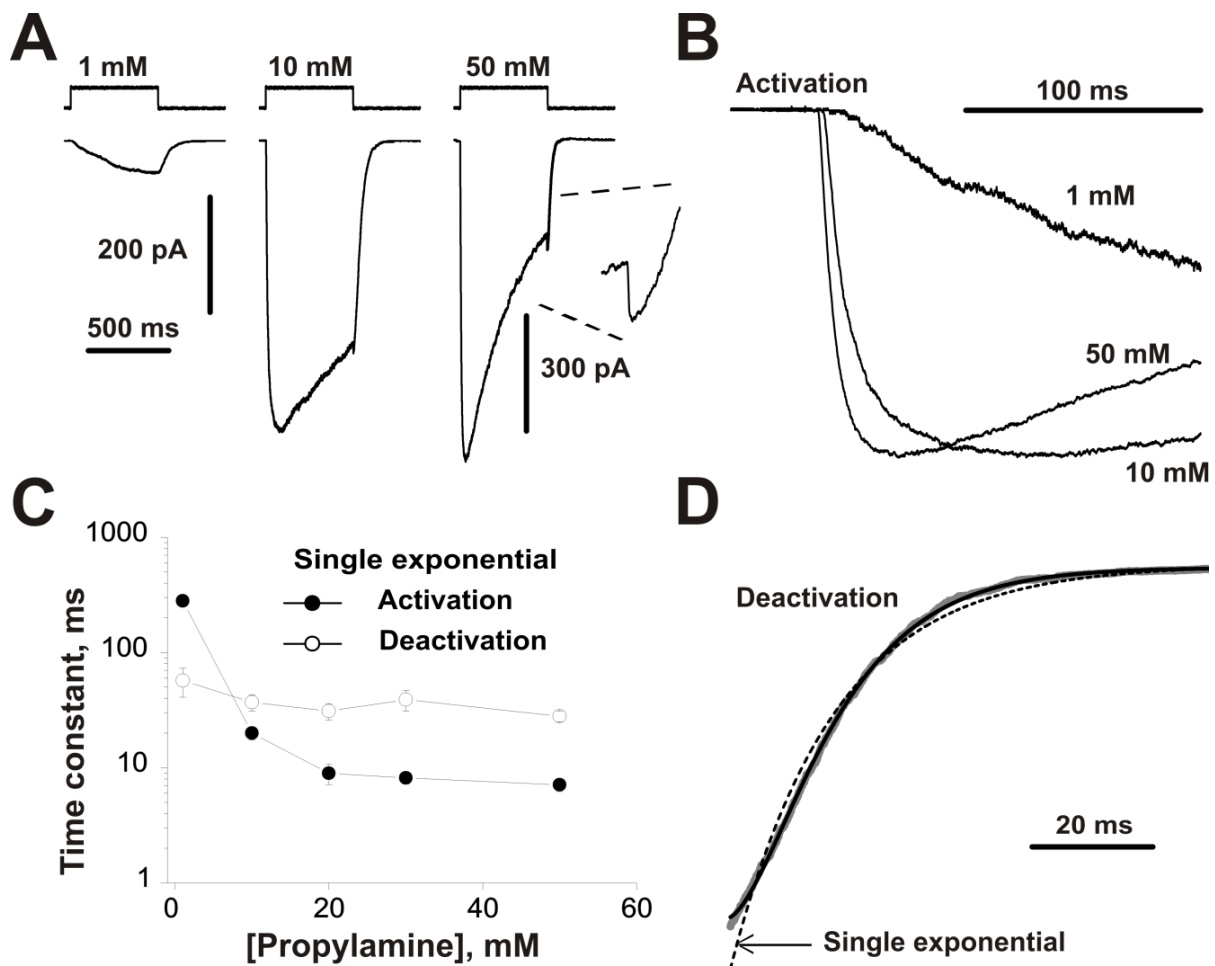 A
1 mM
10 mM
50 mM
200 pA
500 ms
300 pA
B
Activation
100 ms
1 mM
50 mM
10 mM
C
1000
100
10
1
Time constant, ms
Single exponential
Activation
Deactivation
0
20
40
60
[Propylamine], mM
D
Deactivation
20 ms
Single exponential